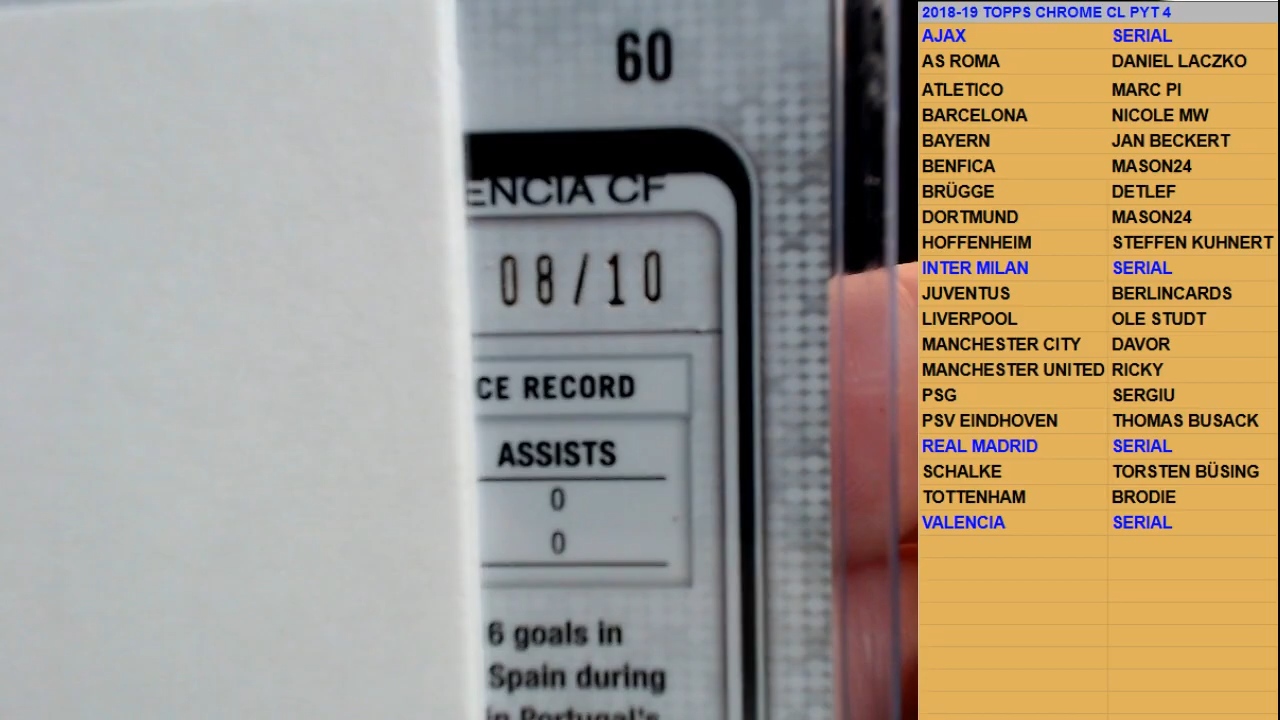 60
ENCIA CF
08/10
CE RECORD
ASSISTS
0
0
6 goals in
Spain during
in Portugal's
2018-19 TOPPS CHROME CL PYT 4
AJAX SERIAL
AS ROMA DANIEL LACZKO
ATLETICO MARC PI
BARCELONA NICOLE MW
BAYERN JAN BECKERT
BENFICA MASON24
BRÜGGE DETLEF
DORTMUND MASON24
HOFFENHEIM STEFFEN KUHNERT
INTER MILAN SERIAL
JUVENTUS BERLINCARDS
LIVERPOOL OLE STUDT
MANCHESTER CITY DAVOR
MANCHESTER UNITED RICKY
PSG SERGIU
PSV EINDHOVEN THOMAS BUSACK
REAL MADRID SERIAL
SCHALKE TORSTEN BÜSING
TOTTENHAM BRODIE
VALENCIA SERIAL